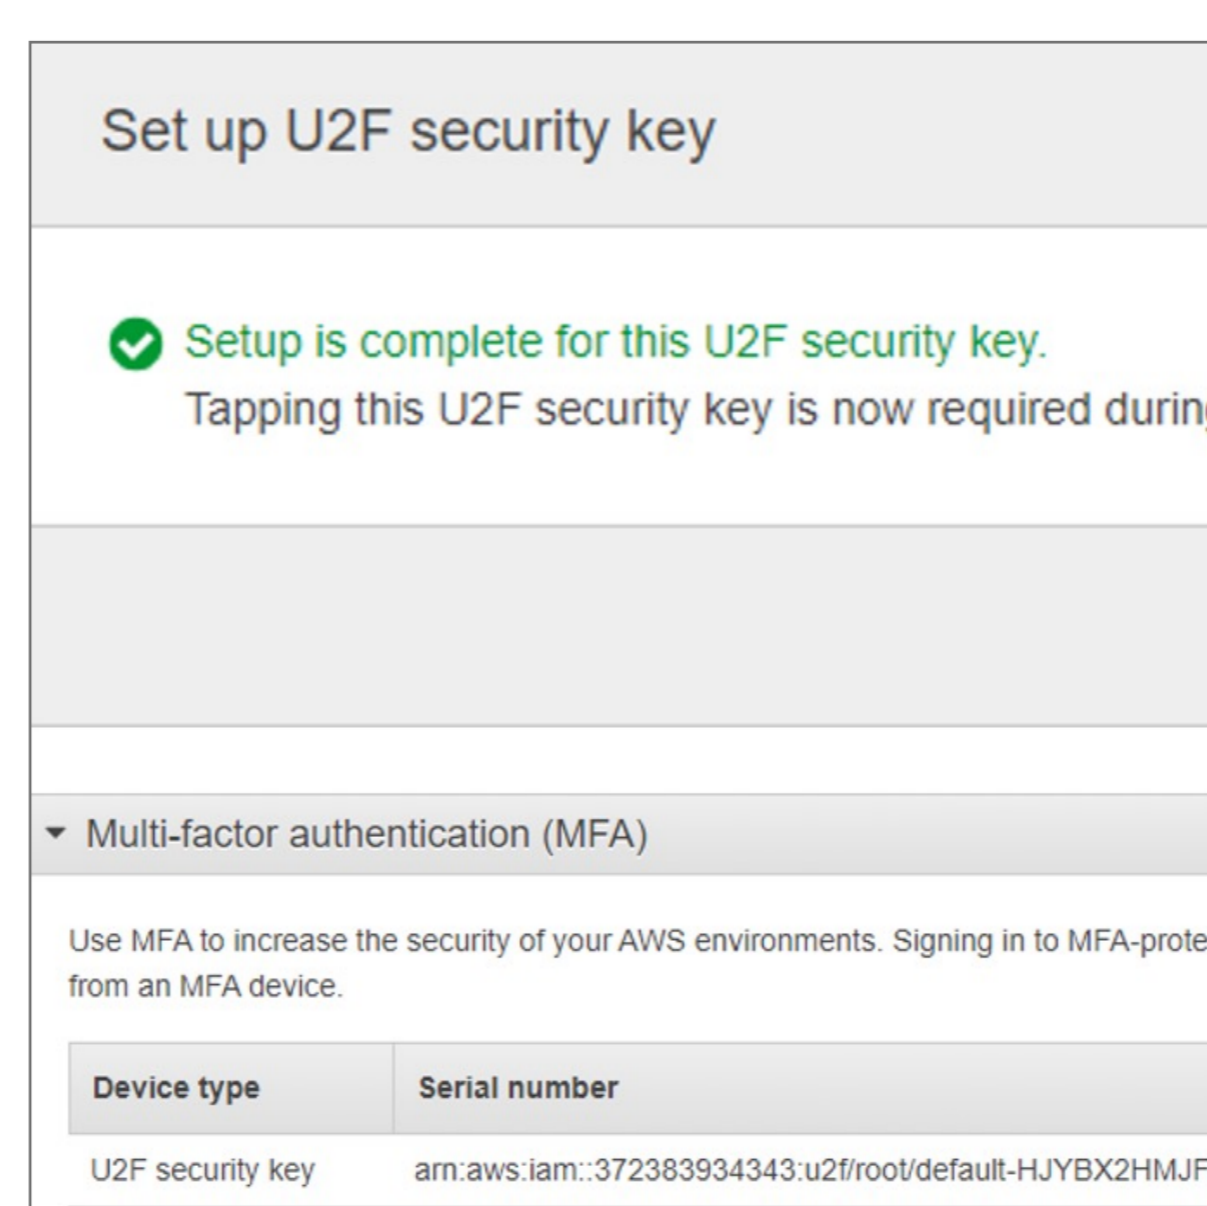 Set up U2F security key
Setup is complete for this U2F security key.
Tapping this U2F security key is now required during
Multi-factor authentication (MFA)
Use MFA to increase the security of your AWS environments. Signing in to MFA-prote
from an MFA device.
Device type Serial number
U2F security key arn:aws:iam::372383934343:u2f/root/default-HJYBX2HMJF